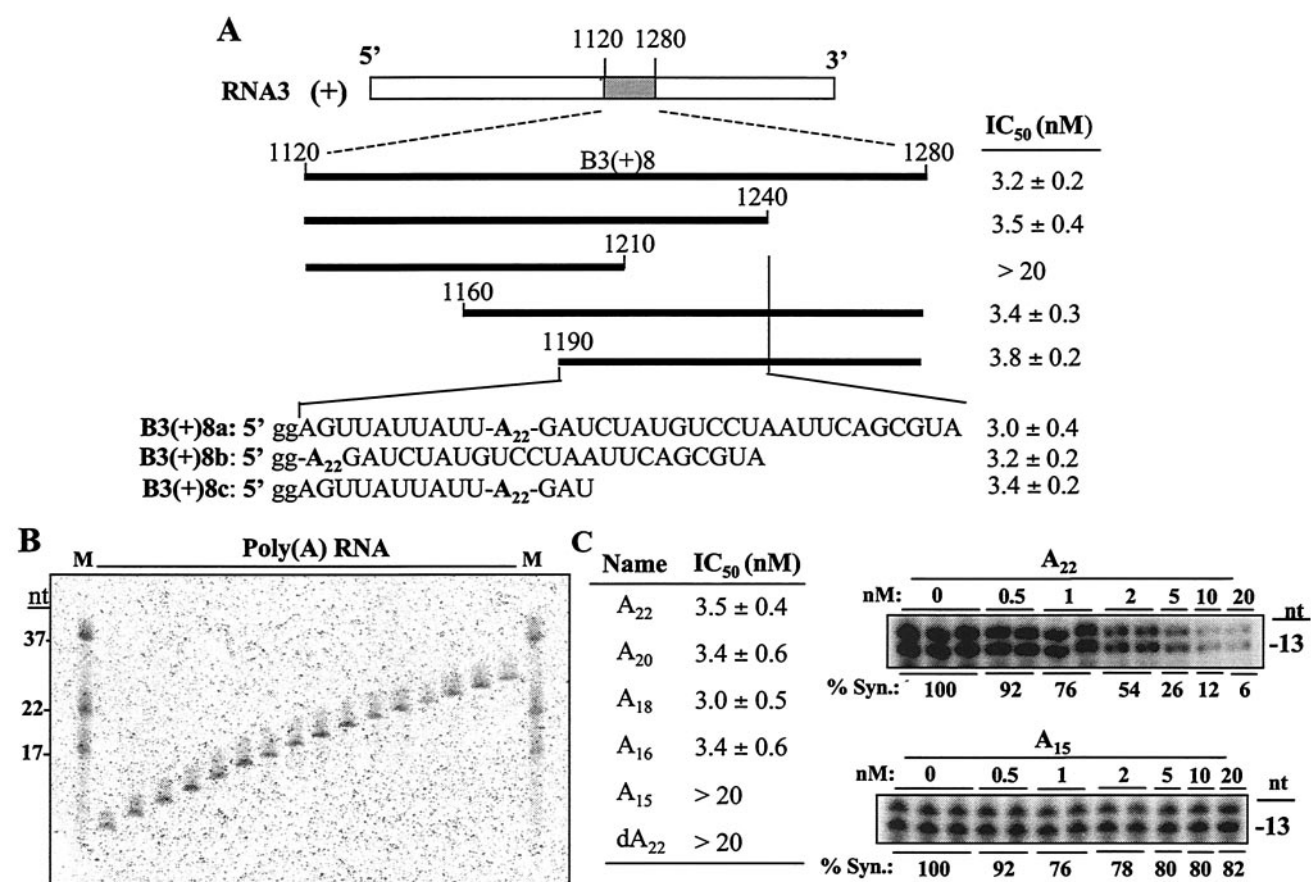 A
1120 1280
5’ 3’
RNA3 (+)
IC50 (nM)
1120 B3(+)8 1280
3.2 ± 0.2
1240
3.5 ± 0.4
1210
> 20
1160
3.4 ± 0.3
1190
3.8 ± 0.2
B3(+)8a: 5’ ggAGUUAUUAUU-A22-GAUCUAUGUCCUAAUUCAGCGUA 3.0 ± 0.4
B3(+)8b: 5’ gg-A22GAUCUAUGUCCUAAUUCAGCGUA 3.2 ± 0.2
B3(+)8c: 5’ ggAGUUAUUAUU-A22-GAU 3.4 ± 0.2
B
M Poly(A) RNA M
nt
37-
22-
17-
C
Name IC50 (nM)
A22 3.5 ± 0.4
A20 3.4 ± 0.6
A18 3.0 ± 0.5
A16 3.4 ± 0.6
A15 > 20
dA22 > 20
A22
nM: 0 0.5 1 2 5 10 20
nt
-13
% Syn.: 100 92 76 54 26 12 6
A15
nM: 0 0.5 1 2 5 10 20
nt
-13
% Syn.: 100 92 76 78 80 80 82